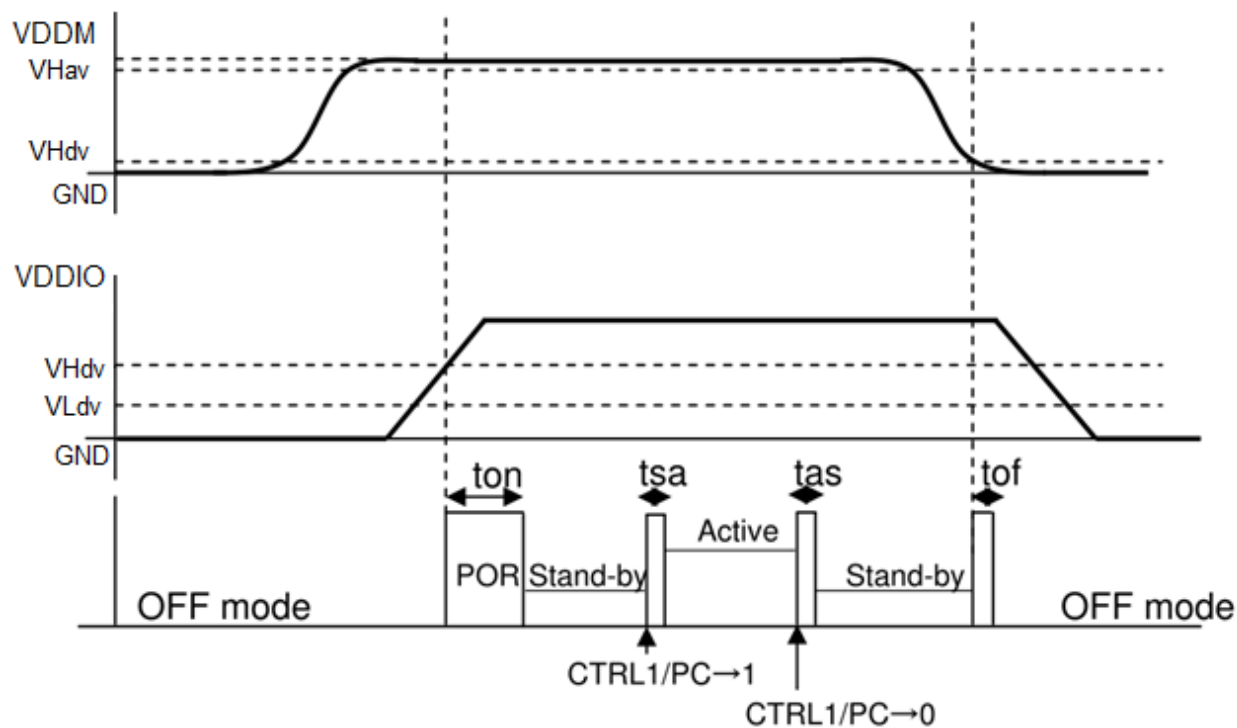 VDDM
VHav
VHdv
GND
VDDIO
VHdv
VLdv
GND
ton
tsa
tas
tof
Active
POR
Stand-by
Stand-by
OFF mode
OFF mode
CTRL1/PC→1
CTRL1/PC→0